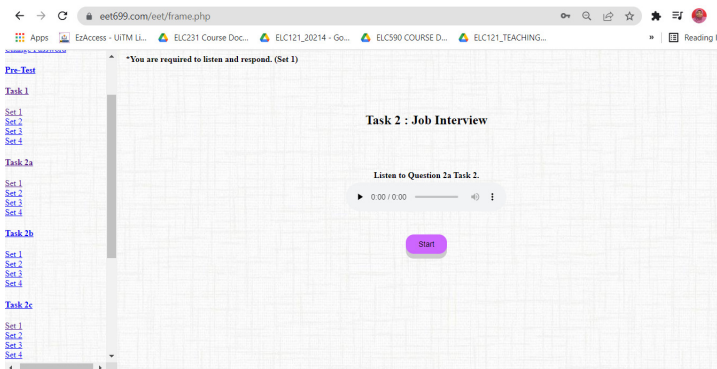 eet699.com/eet/frame.php
Apps EzAccess - UiTM Li... ELC231 Course Doc... ELC121_20214 - Go... ELC590 COURSE D... ELC121_TEACHING... » Reading l
Change Password
*You are required to listen and respond. (Set 1)
Pre-Test
Task 1
Set 1
Set 2
Set 3
Set 4
Task 2a
Set 1
Set 2
Set 3
Set 4
Task 2b
Set 1
Set 2
Set 3
Set 4
Task 2c
Set 1
Set 2
Set 3
Set 4
Task 2 : Job Interview
Listen to Question 2a Task 2.
0:00 / 0:00
Start